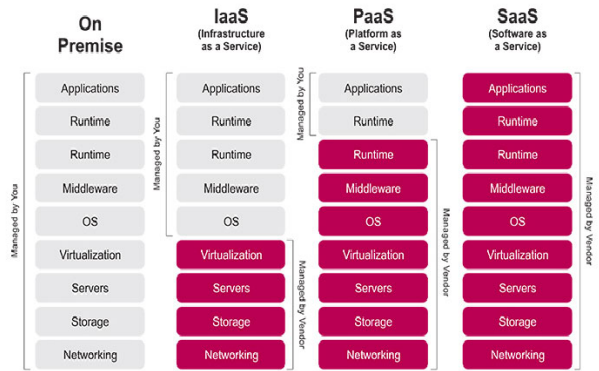 On
Premise
Managed by You
Applications
Runtime
Runtime
Middleware
OS
Virtualization
Servers
Storage
Networking
IaaS
(Infrastructure
as a Service)
Managed by You
Applications
Runtime
Runtime
Middleware
OS
Virtualization
Servers
Storage
Networking
Managed by Vendor
PaaS
(Platform as
a Service)
Managed by You
Applications
Runtime
Runtime
Middleware
OS
Virtualization
Servers
Storage
Networking
Managed by Vendor
SaaS
(Software as
a Service)
Applications
Runtime
Runtime
Middleware
OS
Virtualization
Servers
Storage
Networking
Managed by Vendor